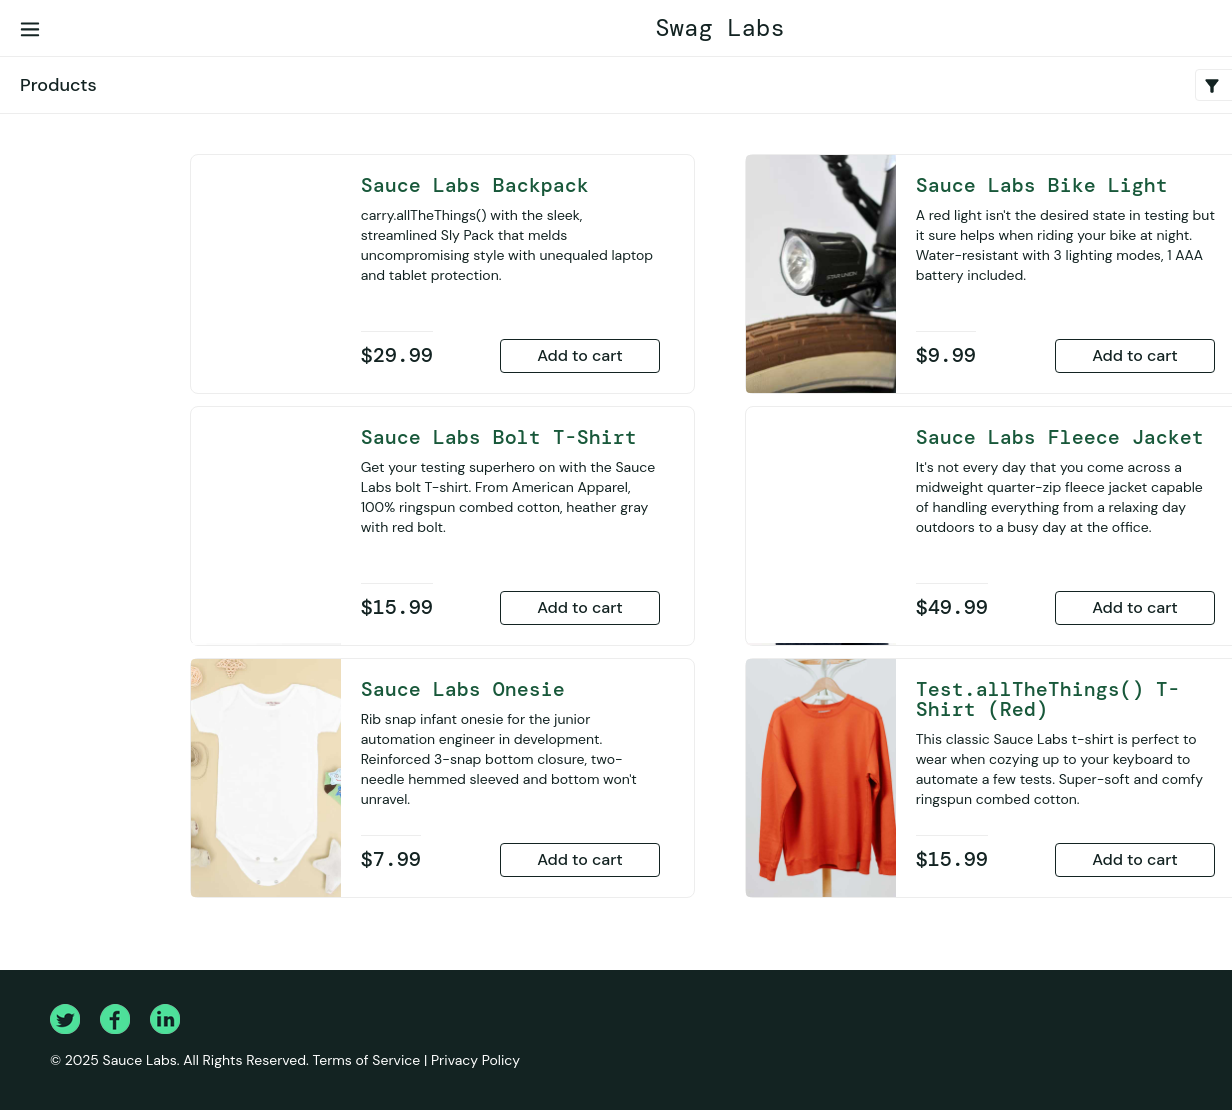 Swag Labs
Products
Sauce Labs Backpack
carry.allTheThings() with the sleek,
streamlined Sly Pack that melds
uncompromising style with unequaled laptop
and tablet protection.
$29.99
Add to cart
Sauce Labs Bike Light
A red light isn't the desired state in testing but
it sure helps when riding your bike at night.
Water-resistant with 3 lighting modes, 1 AAA
battery included.
$9.99
Add to cart
Sauce Labs Bolt T-Shirt
Get your testing superhero on with the Sauce
Labs bolt T-shirt. From American Apparel,
100% ringspun combed cotton, heather gray
with red bolt.
$15.99
Add to cart
Sauce Labs Fleece Jacket
It's not every day that you come across a
midweight quarter-zip fleece jacket capable
of handling everything from a relaxing day
outdoors to a busy day at the office.
$49.99
Add to cart
Sauce Labs Onesie
Rib snap infant onesie for the junior
automation engineer in development.
Reinforced 3-snap bottom closure, two-
needle hemmed sleeved and bottom won't
unravel.
$7.99
Add to cart
Test.allTheThings() T-
Shirt (Red)
This classic Sauce Labs t-shirt is perfect to
wear when cozying up to your keyboard to
automate a few tests. Super-soft and comfy
ringspun combed cotton.
$15.99
Add to cart
© 2025 Sauce Labs. All Rights Reserved. Terms of Service | Privacy Policy